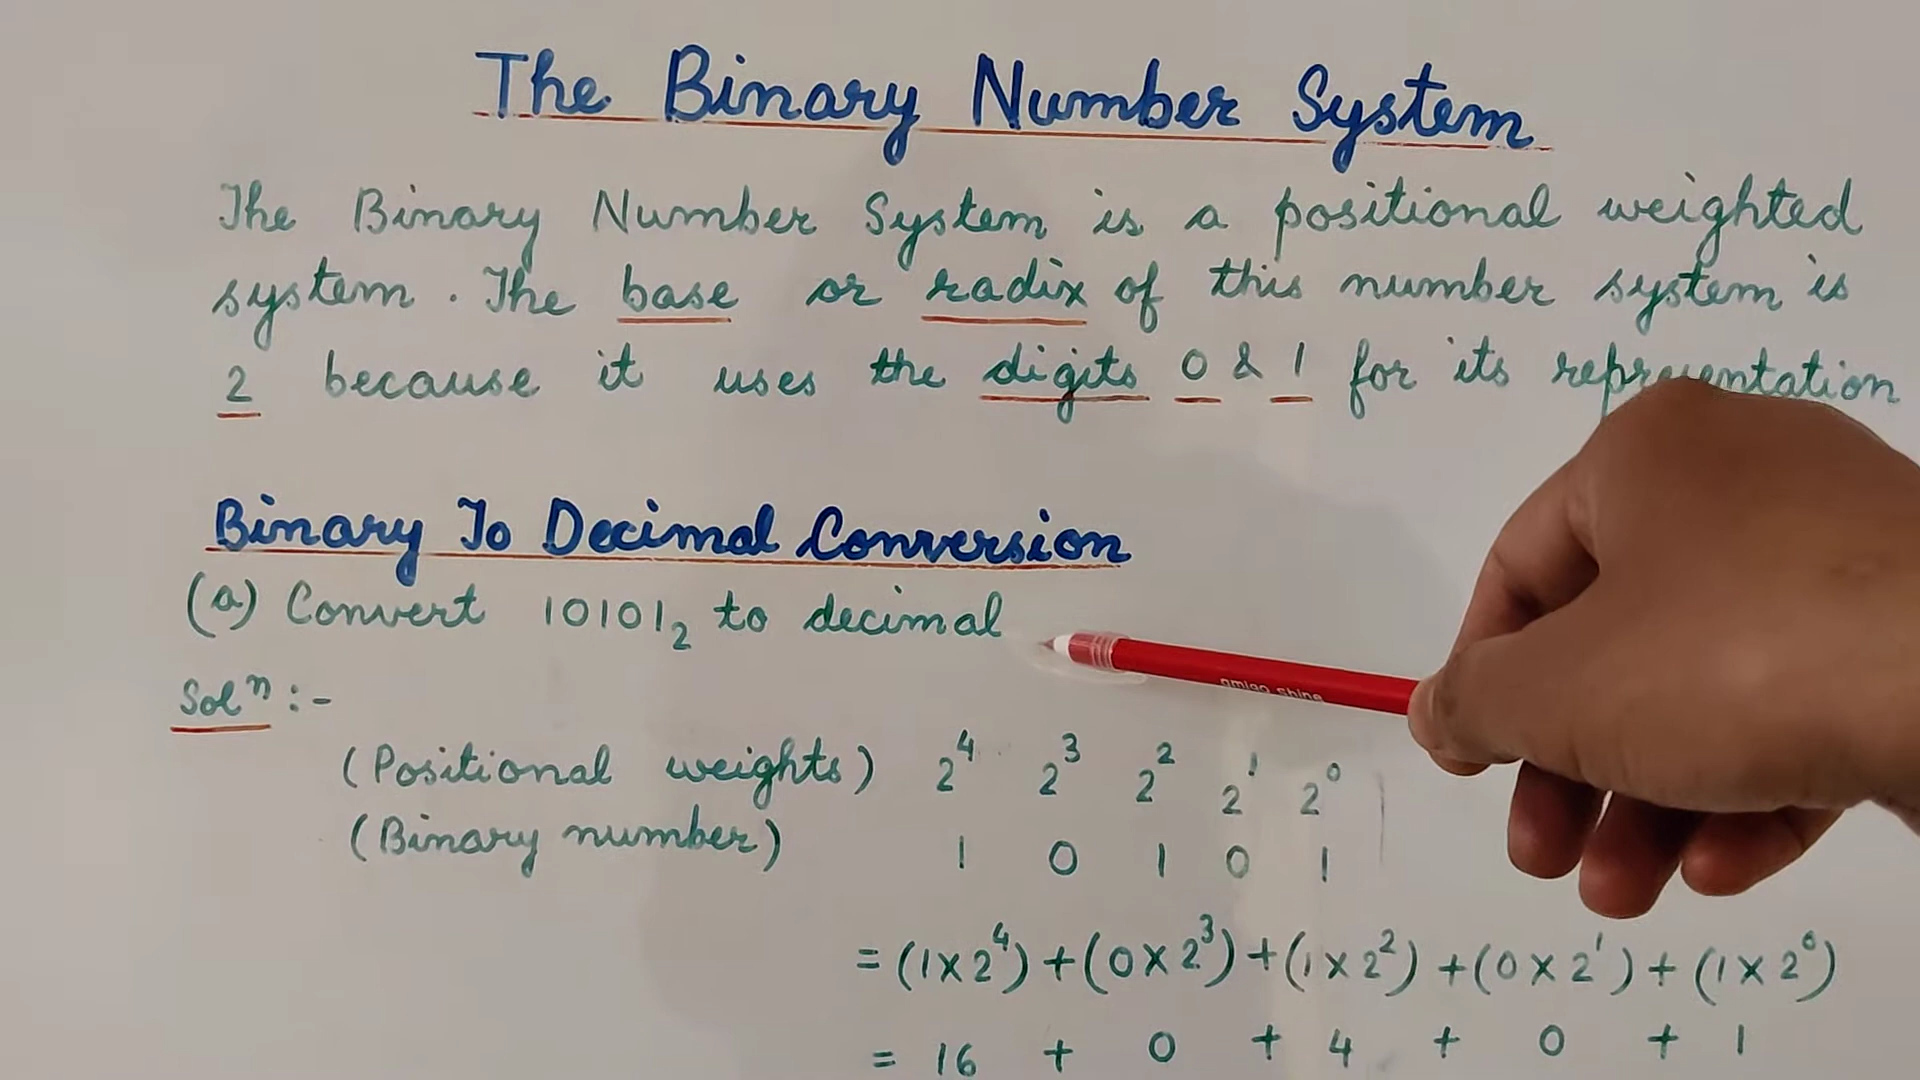 The Binary Number System
The Binary Number System is a positional weighted
system. The base or radix of this number system is
2 because it uses the digits 0 & 1 for its representation
Binary To Decimal Conversion
(a) Convert 10101₂ to decimal
Solⁿ :-
(Positional weights) 2⁴ 2³ 2² 2¹ 2⁰
(Binary number) 1 0 1 0 1
= (1 × 2⁴) + (0 × 2³) + (1 × 2²) + (0 × 2¹) + (1 × 2⁰)
= 16 + 0 + 4 + 0 + 1
amigo shine